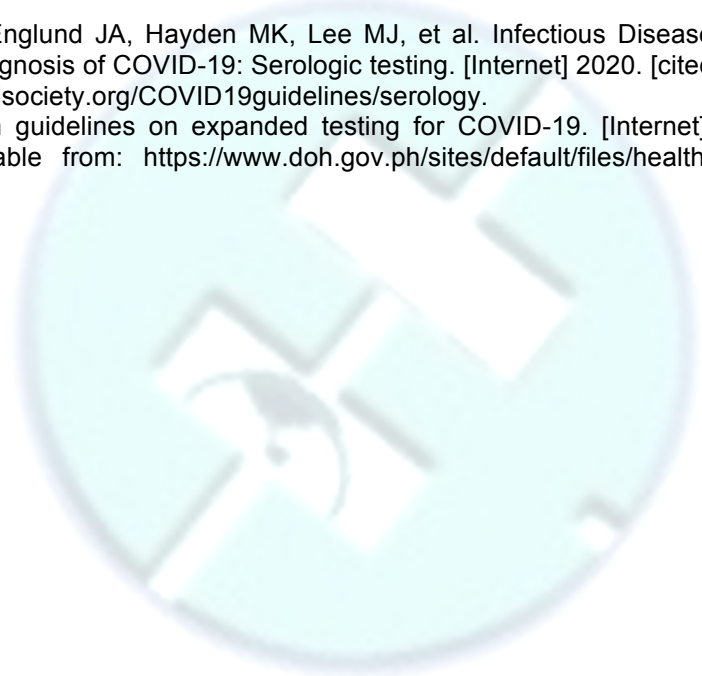 Englund JA, Hayden MK, Lee MJ, et al. Infectious Disease
gnosis of COVID-19: Serologic testing. [Internet] 2020. [cited
society.org/COVID19guidelines/serology.
guidelines on expanded testing for COVID-19. [Internet]
able from: https://www.doh.gov.ph/sites/default/files/health